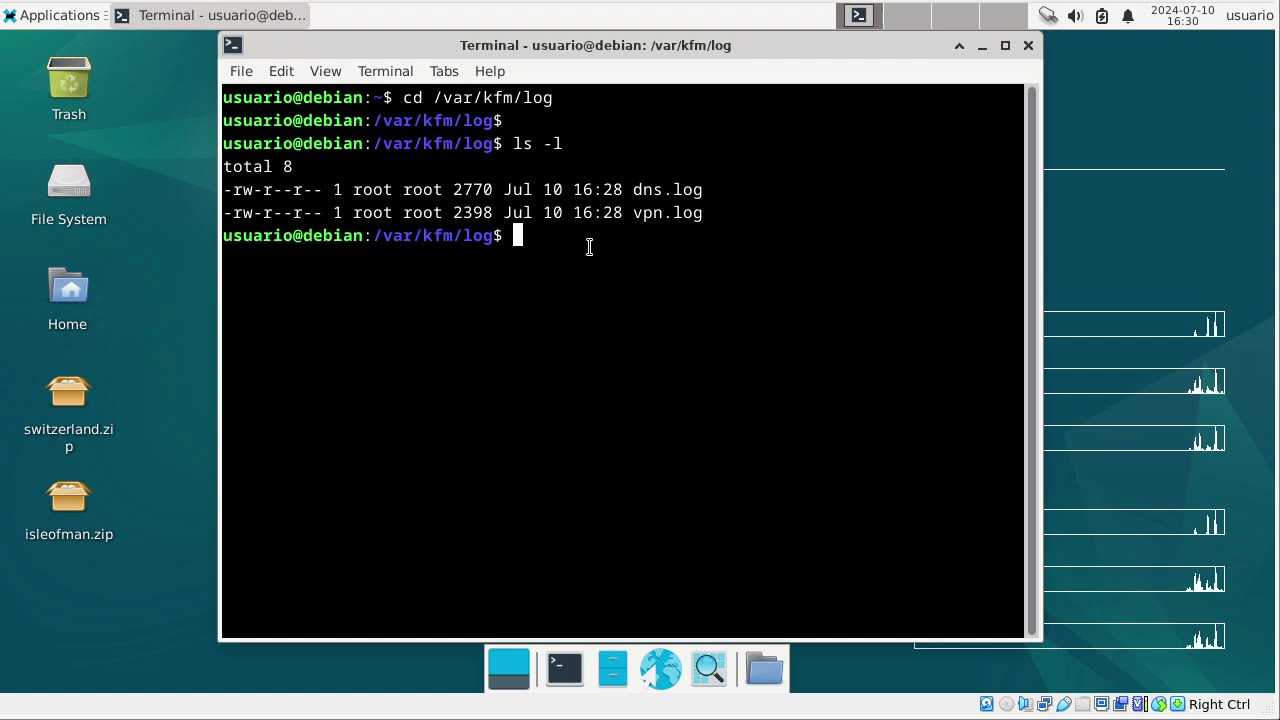 Applications
Terminal - usuario@deb...
2024-07-10
16:30
usuario
Terminal - usuario@debian: /var/kfm/log
File Edit View Terminal Tabs Help
usuario@debian:~$ cd /var/kfm/log
usuario@debian:/var/kfm/log$
usuario@debian:/var/kfm/log$ ls -l
total 8
-rw-r--r-- 1 root root 2770 Jul 10 16:28 dns.log
-rw-r--r-- 1 root root 2398 Jul 10 16:28 vpn.log
usuario@debian:/var/kfm/log$
Trash
File System
Home
switzerland.zi
p
isleofman.zip
Right Ctrl